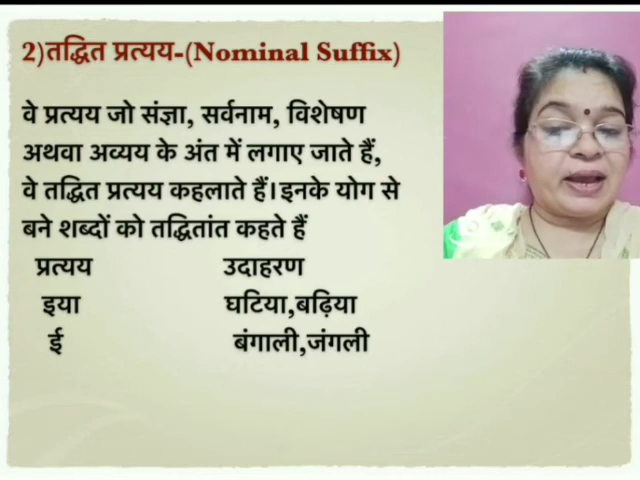 2)तद्धित प्रत्यय-(Nominal Suffix)
वे प्रत्यय जो संज्ञा, सर्वनाम, विशेषण
अथवा अव्यय के अंत में लगाए जाते हैं,
वे तद्धित प्रत्यय कहलाते हैं।इनके योग से
बने शब्दों को तद्धितांत कहते हैं
प्रत्यय उदाहरण
इया घटिया,बढ़िया
ई बंगाली,जंगली